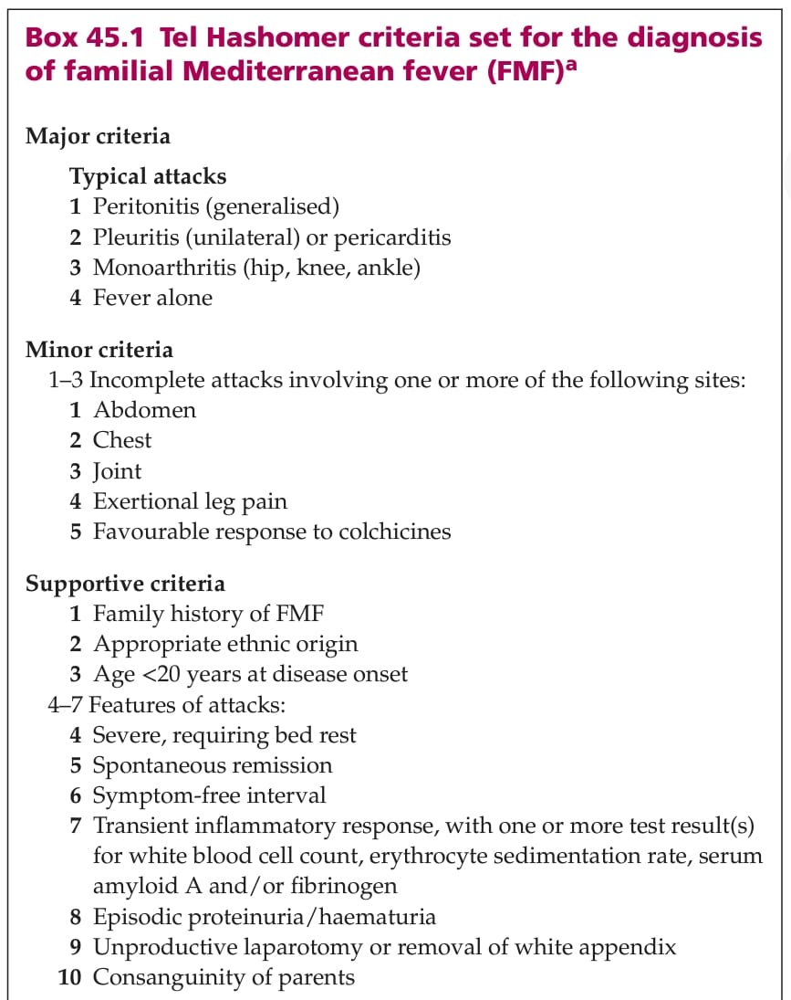 Box 45.1 Tel Hashomer criteria set for the diagnosis
of familial Mediterranean fever (FMF)a
Major criteria
Typical attacks
1 Peritonitis (generalised)
2 Pleuritis (unilateral) or pericarditis
3 Monoarthritis (hip, knee, ankle)
4 Fever alone
Minor criteria
1–3 Incomplete attacks involving one or more of the following sites:
1 Abdomen
2 Chest
3 Joint
4 Exertional leg pain
5 Favourable response to colchicines
Supportive criteria
1 Family history of FMF
2 Appropriate ethnic origin
3 Age <20 years at disease onset
4–7 Features of attacks:
4 Severe, requiring bed rest
5 Spontaneous remission
6 Symptom-free interval
7 Transient inflammatory response, with one or more test result(s)
for white blood cell count, erythrocyte sedimentation rate, serum
amyloid A and/or fibrinogen
8 Episodic proteinuria/haematuria
9 Unproductive laparotomy or removal of white appendix
10 Consanguinity of parents